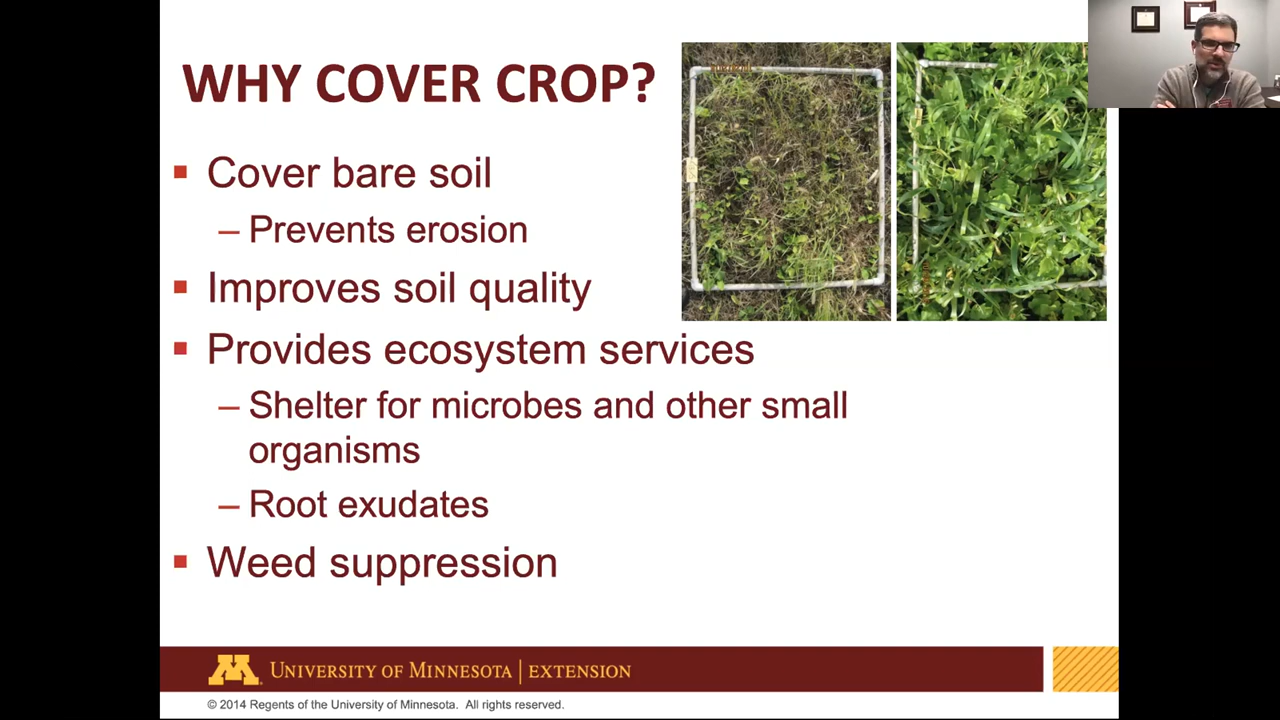 WHY COVER CROP?
Cover bare soil
– Prevents erosion
Improves soil quality
Provides ecosystem services
– Shelter for microbes and other small
organisms
– Root exudates
Weed suppression
UNIVERSITY OF MINNESOTA | EXTENSION
© 2014 Regents of the University of Minnesota. All rights reserved.